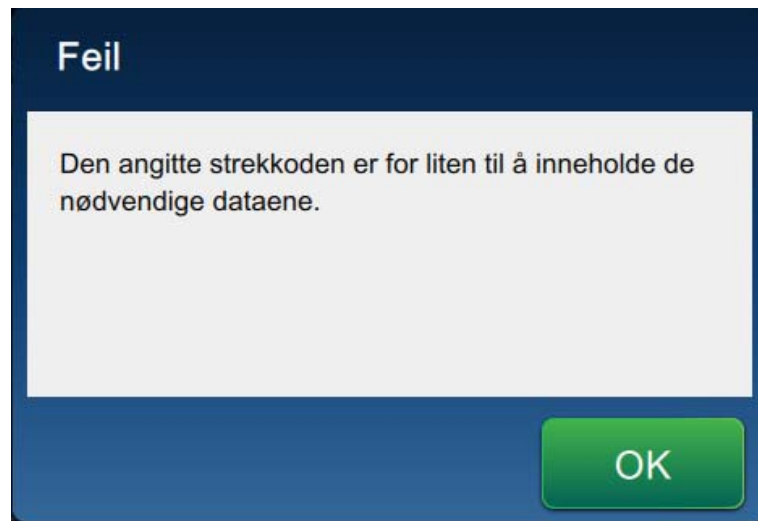 Feil
Den angitte strekkoden er for liten til å inneholde de
nødvendige dataene.
OK